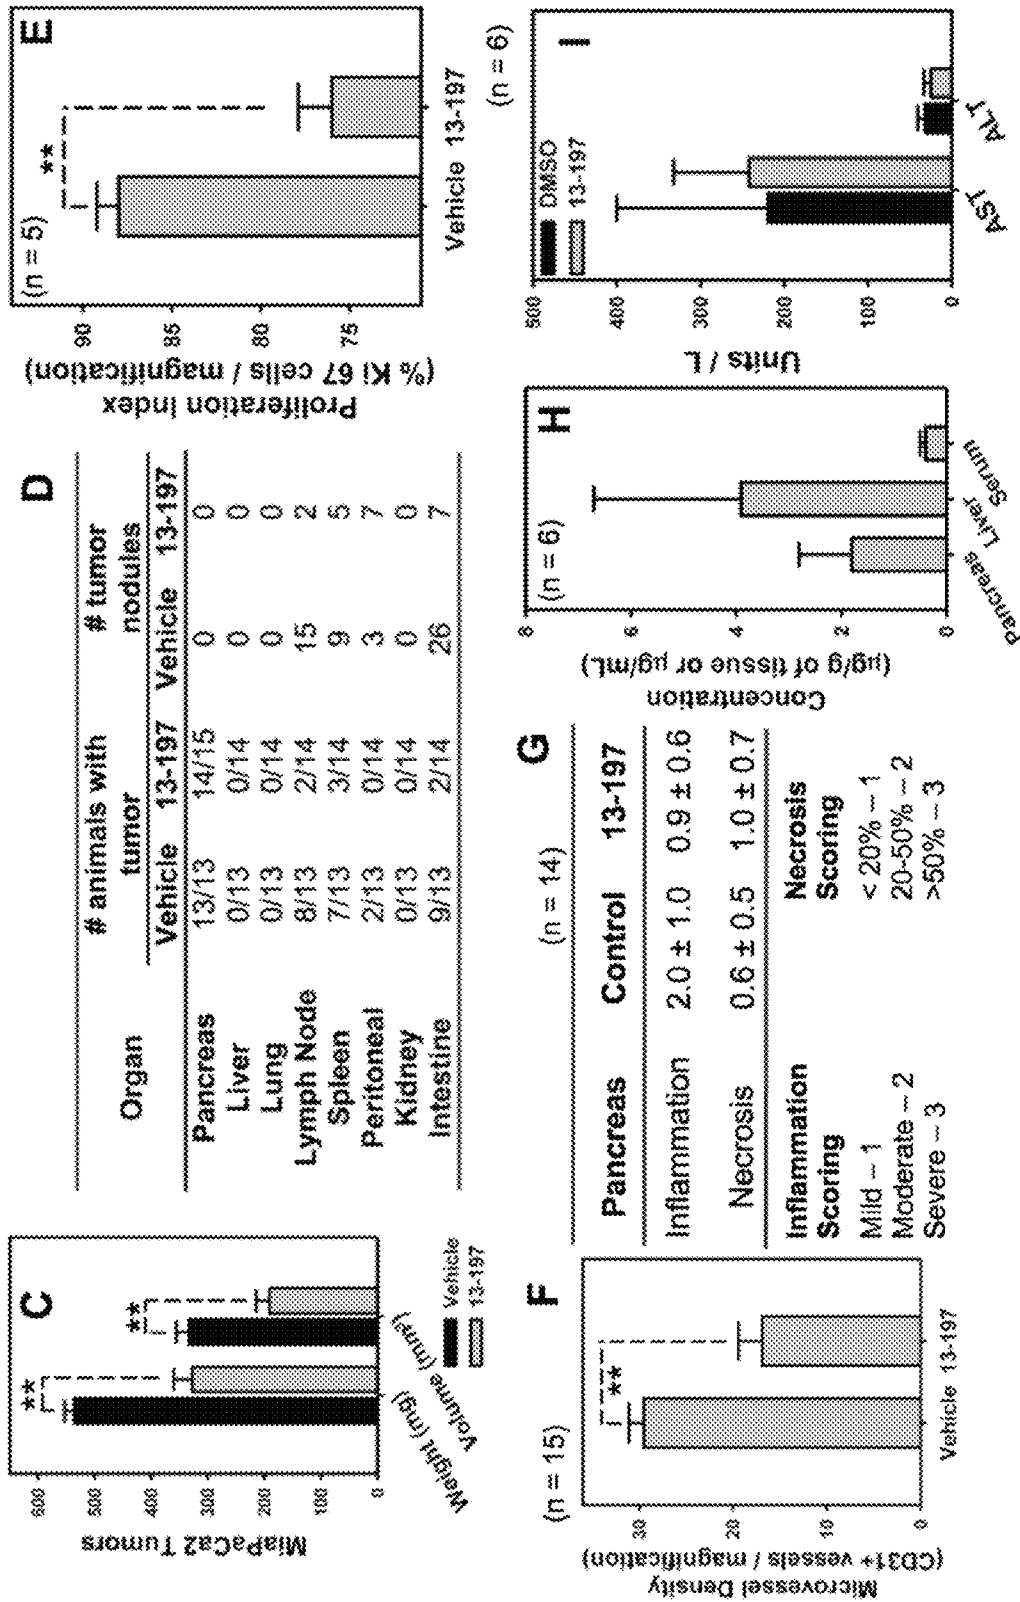 C
MiaPaCa2 Tumors
600
500
400
300
200
100
0
**
**
Weight (mg)
Volume (mm³)
Vehicle
13-197
D
Organ # animals with tumor # tumor nodules
Vehicle 13-197 Vehicle 13-197
Pancreas 13/13 14/15 0 0
Liver 0/13 0/14 0 0
Lung 0/13 0/14 0 0
Lymph Node 8/13 2/14 15 2
Spleen 7/13 3/14 9 5
Peritoneal 2/13 0/14 3 7
Kidney 0/13 0/14 0 0
Intestine 9/13 2/14 26 7
E
(n = 5)
**
Proliferation Index
(% Ki 67 cells / magnification)
90
85
80
75
Vehicle 13-197
F
(n = 15)
**
Microvessel Density
(CD31+ vessels / magnification)
30
20
10
0
Vehicle 13-197
G
(n = 14)
Pancreas Control 13-197
Inflammation 2.0 ± 1.0 0.9 ± 0.6
Necrosis 0.6 ± 0.5 1.0 ± 0.7
Inflammation Scoring Necrosis Scoring
Mild – 1 < 20% – 1
Moderate – 2 20-50% – 2
Severe – 3 >50% – 3
H
(n = 6)
Concentration
(µg/g of tissue or µg/mL)
8
6
4
2
0
Pancreas
Liver
Serum
I
(n = 6)
DMSO
13-197
Units / L
500
400
300
200
100
0
AST
ALT